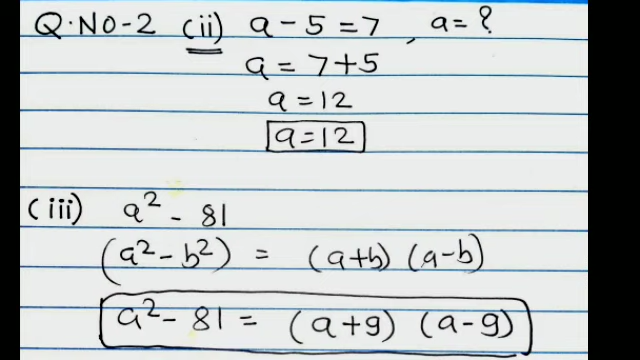 Q.NO-2 (ii) a - 5 = 7, a = ?
a = 7+5
a = 12
a = 12
(iii) a² - 81
(a² - b²) = (a+b) (a-b)
a² - 81 = (a+9) (a-9)